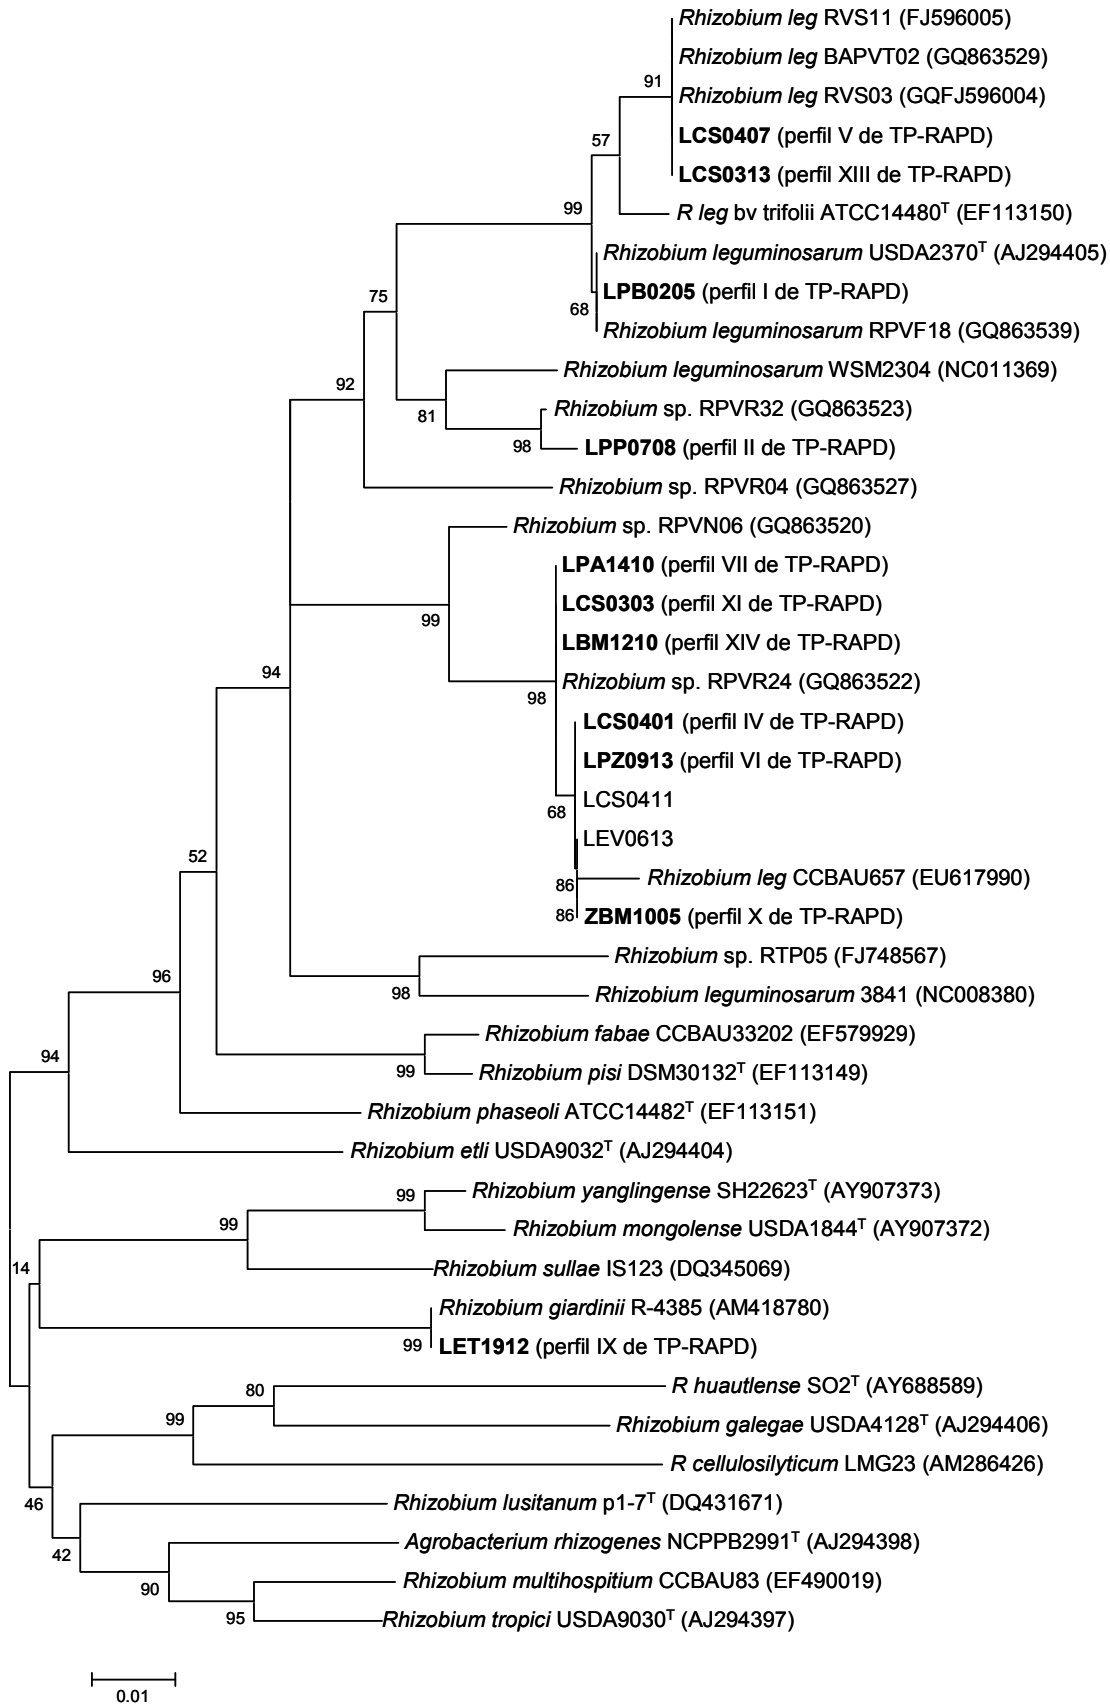 Rhizobium leg RVS11 (FJ596005)
Rhizobium leg BAPVT02 (GQ863529)
91
Rhizobium leg RVS03 (GQFJ596004)
LCS0407 (perfil V de TP-RAPD)
57
LCS0313 (perfil XIII de TP-RAPD)
99
R leg bv trifolii ATCC14480T (EF113150)
Rhizobium leguminosarum USDA2370T (AJ294405)
75
LPB0205 (perfil I de TP-RAPD)
68
Rhizobium leguminosarum RPVF18 (GQ863539)
92
Rhizobium leguminosarum WSM2304 (NC011369)
81
Rhizobium sp. RPVR32 (GQ863523)
98
LPP0708 (perfil II de TP-RAPD)
Rhizobium sp. RPVR04 (GQ863527)
Rhizobium sp. RPVN06 (GQ863520)
LPA1410 (perfil VII de TP-RAPD)
LCS0303 (perfil XI de TP-RAPD)
99
LBM1210 (perfil XIV de TP-RAPD)
94
Rhizobium sp. RPVR24 (GQ863522)
98
LCS0401 (perfil IV de TP-RAPD)
LPZ0913 (perfil VI de TP-RAPD)
LCS0411
68
LEV0613
52
Rhizobium leg CCBAU657 (EU617990)
86
86
ZBM1005 (perfil X de TP-RAPD)
Rhizobium sp. RTP05 (FJ748567)
96
98
Rhizobium leguminosarum 3841 (NC008380)
Rhizobium fabae CCBAU33202 (EF579929)
94
99
Rhizobium pisi DSM30132T (EF113149)
Rhizobium phaseoli ATCC14482T (EF113151)
Rhizobium etli USDA9032T (AJ294404)
99
Rhizobium yanglingense SH22623T (AY907373)
99
Rhizobium mongolense USDA1844T (AY907372)
14
Rhizobium sullae IS123 (DQ345069)
Rhizobium giardinii R-4385 (AM418780)
99
LET1912 (perfil IX de TP-RAPD)
80
R huautlense SO2T (AY688589)
99
Rhizobium galegae USDA4128T (AJ294406)
R cellulosilyticum LMG23 (AM286426)
46
Rhizobium lusitanum p1-7T (DQ431671)
42
Agrobacterium rhizogenes NCPPB2991T (AJ294398)
90
Rhizobium multihospitium CCBAU83 (EF490019)
95
Rhizobium tropici USDA9030T (AJ294397)
0.01